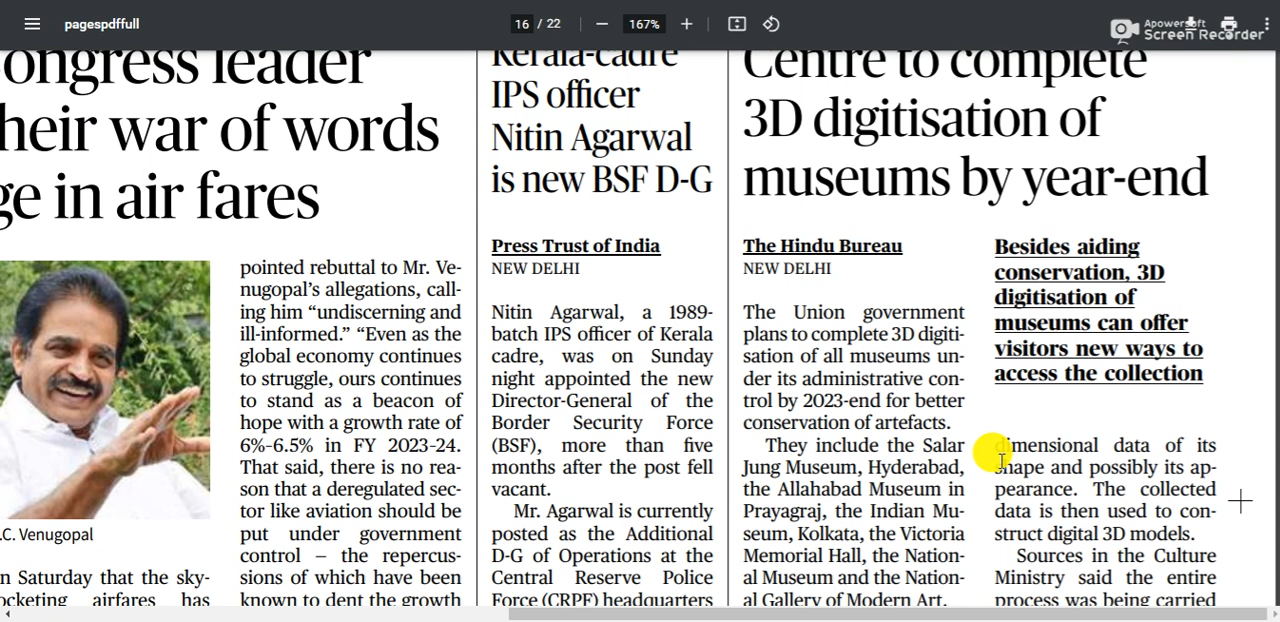 pagespdffull
16 / 22
167%
Apowersoft
Screen Recorder
ongress leader
heir war of words
ge in air fares
.C. Venugopal
n Saturday that the sky-
ocketing airfares has
pointed rebuttal to Mr. Ve-
nugopal's allegations, call-
ing him “undiscerning and
ill-informed.” “Even as the
global economy continues
to struggle, ours continues
to stand as a beacon of
hope with a growth rate of
6%-6.5% in FY 2023-24.
That said, there is no rea-
son that a deregulated sec-
tor like aviation should be
put under government
control – the repercus-
sions of which have been
known to dent the growth
Kerala-cadre
IPS officer
Nitin Agarwal
is new BSF D-G
Press Trust of India
NEW DELHI
Nitin Agarwal, a 1989-
batch IPS officer of Kerala
cadre, was on Sunday
night appointed the new
Director-General of the
Border Security Force
(BSF), more than five
months after the post fell
vacant.
Mr. Agarwal is currently
posted as the Additional
D-G of Operations at the
Central Reserve Police
Force (CRPF) headquarters
Centre to complete
3D digitisation of
museums by year-end
The Hindu Bureau
NEW DELHI
The Union government
plans to complete 3D digiti-
sation of all museums un-
der its administrative con-
trol by 2023-end for better
conservation of artefacts.
They include the Salar
Jung Museum, Hyderabad,
the Allahabad Museum in
Prayagraj, the Indian Mu-
seum, Kolkata, the Victoria
Memorial Hall, the Nation-
al Museum and the Nation-
al Gallery of Modern Art.
Besides aiding
conservation, 3D
digitisation of
museums can offer
visitors new ways to
access the collection
dimensional data of its
shape and possibly its ap-
pearance. The collected
data is then used to con-
struct digital 3D models.
Sources in the Culture
Ministry said the entire
process was being carried